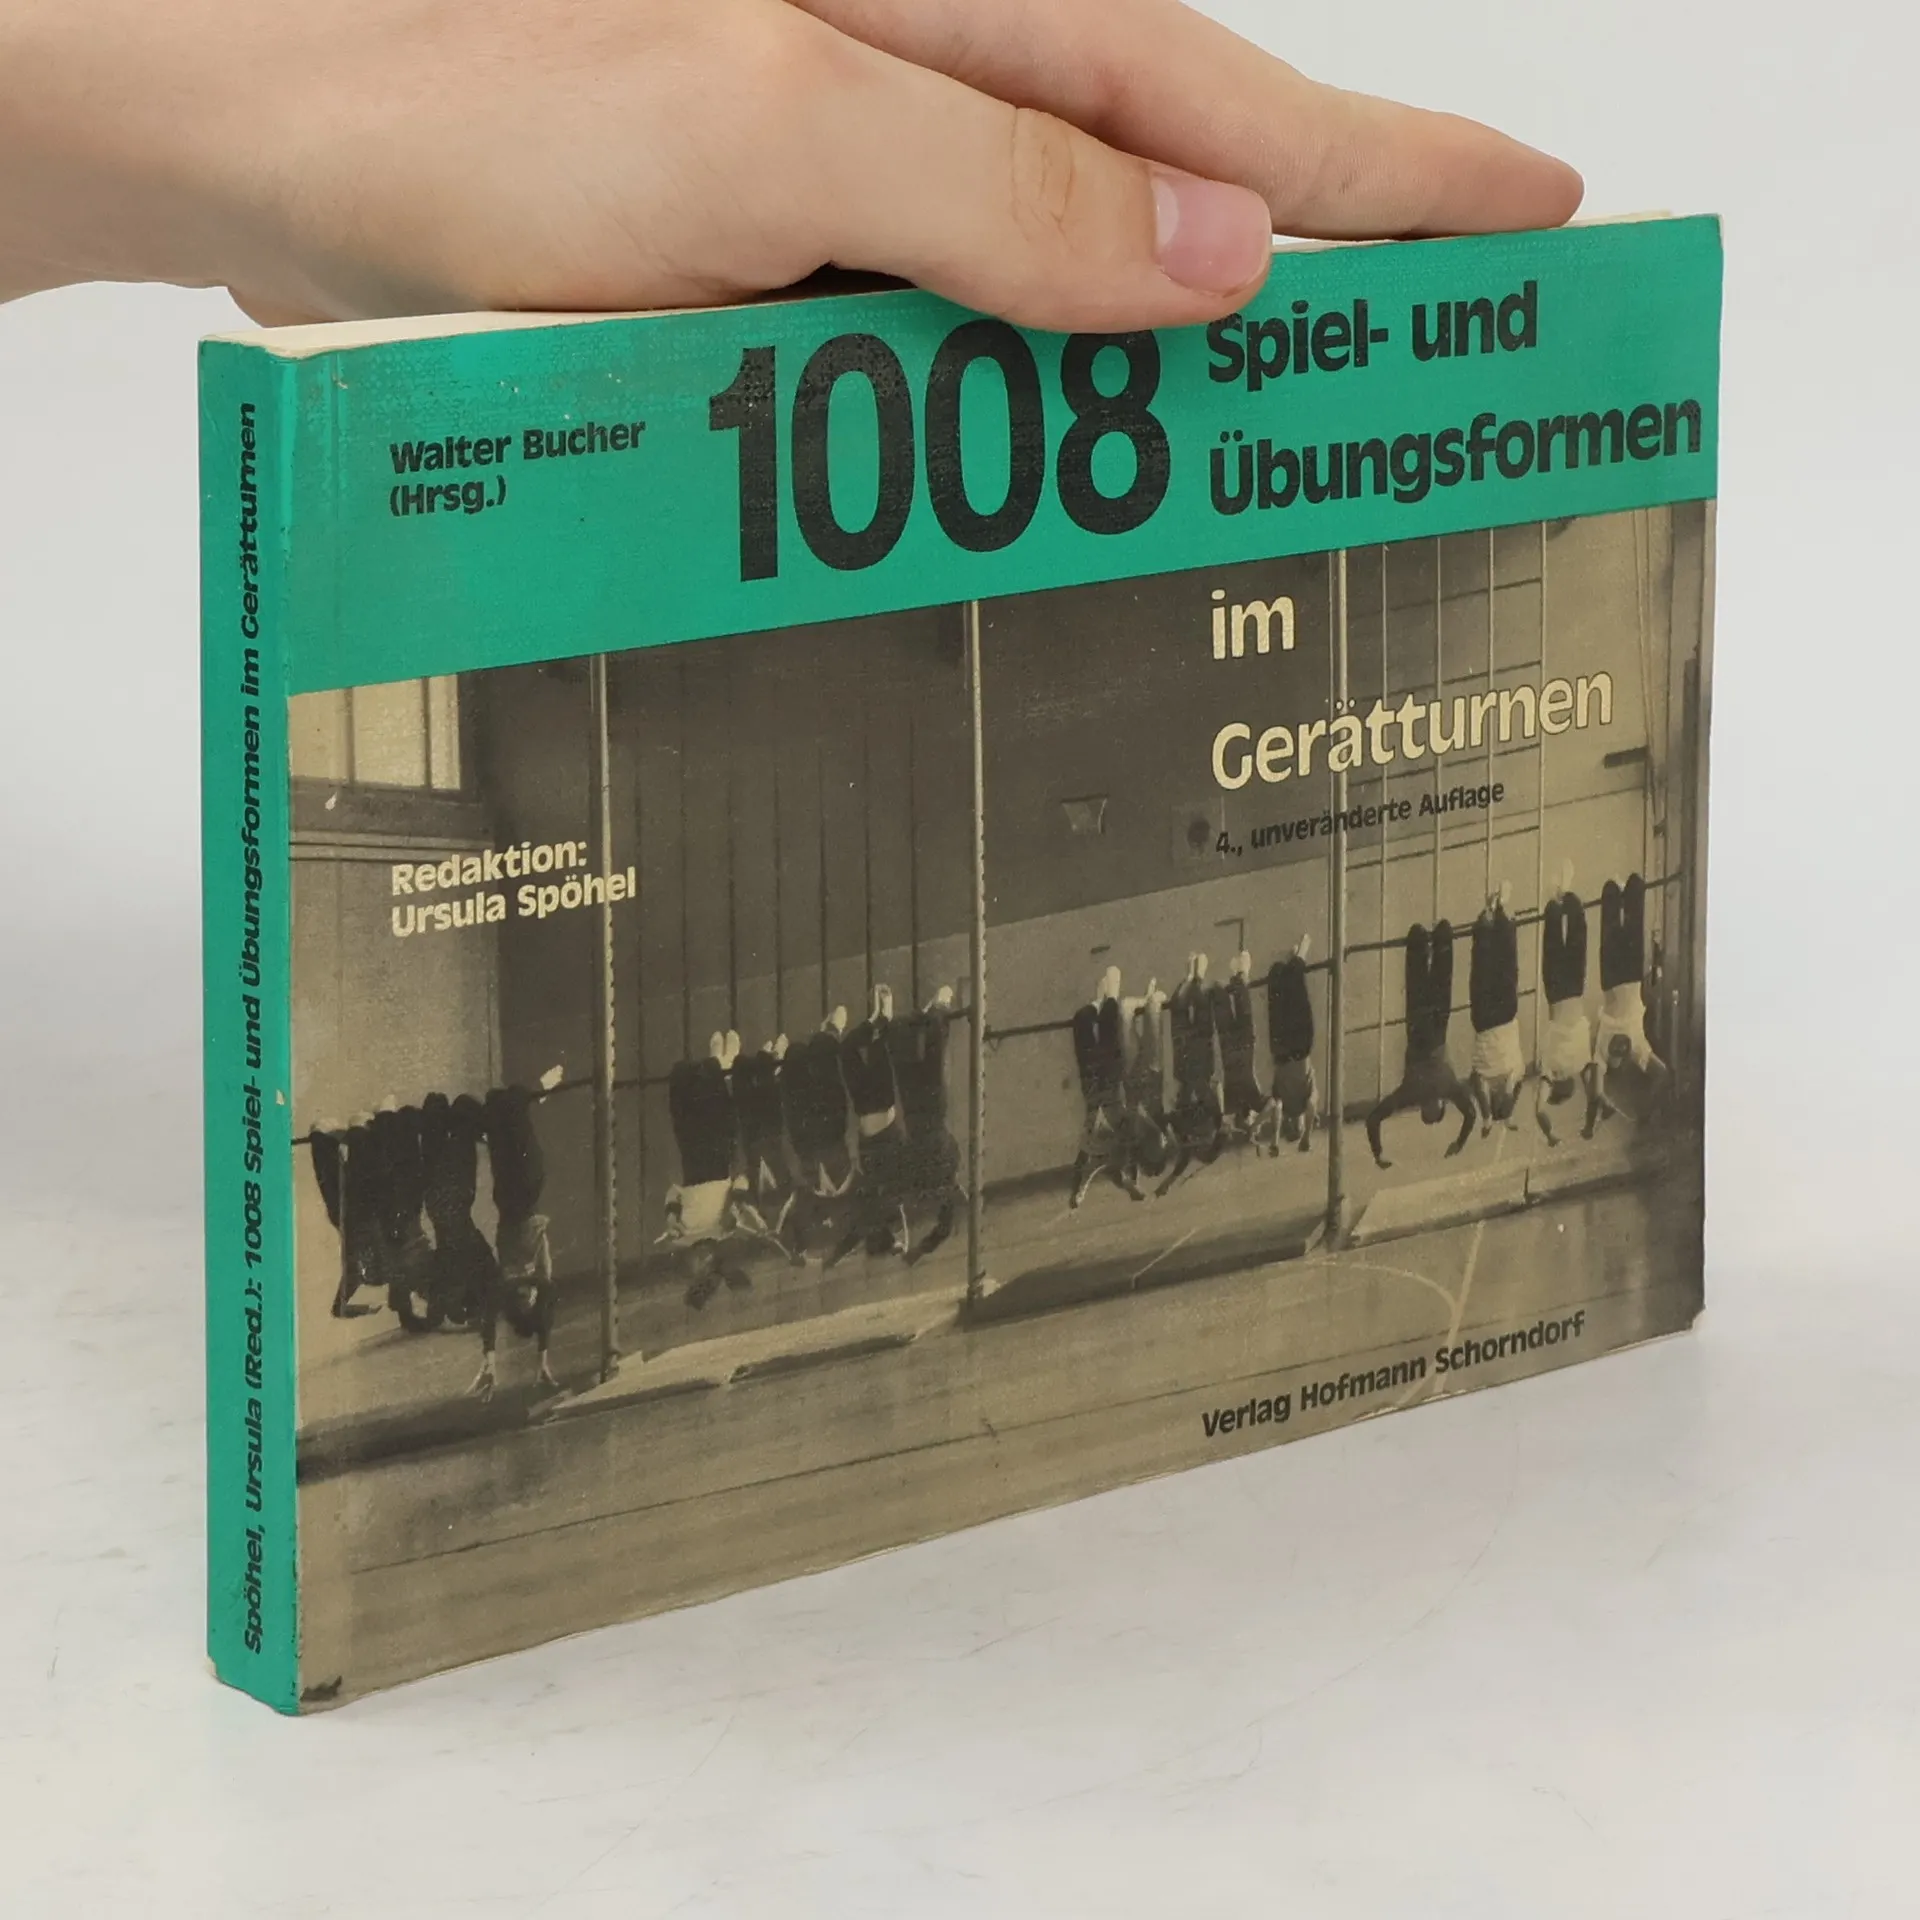 Walter Bucher
(Hrsg.)
1008
Spiel- und
Übungsformen
im
Gerätturnen
4., unveränderte Auflage
Redaktion:
Ursula Spöhel
Verlag Hofmann Schorndorf
Spöhel, Ursula (Red.): 1008 Spiel- und Übungsformen im Gerätturnen